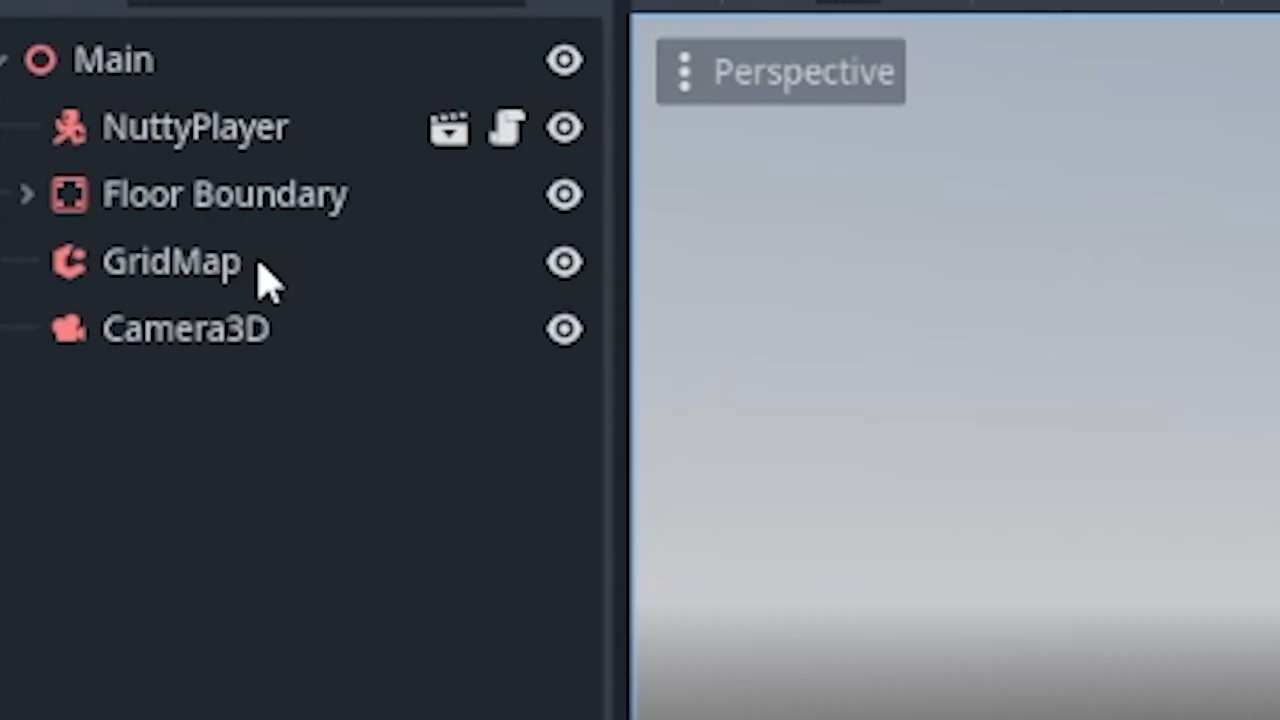 Main
NuttyPlayer
Floor Boundary
GridMap
Camera3D
Perspective